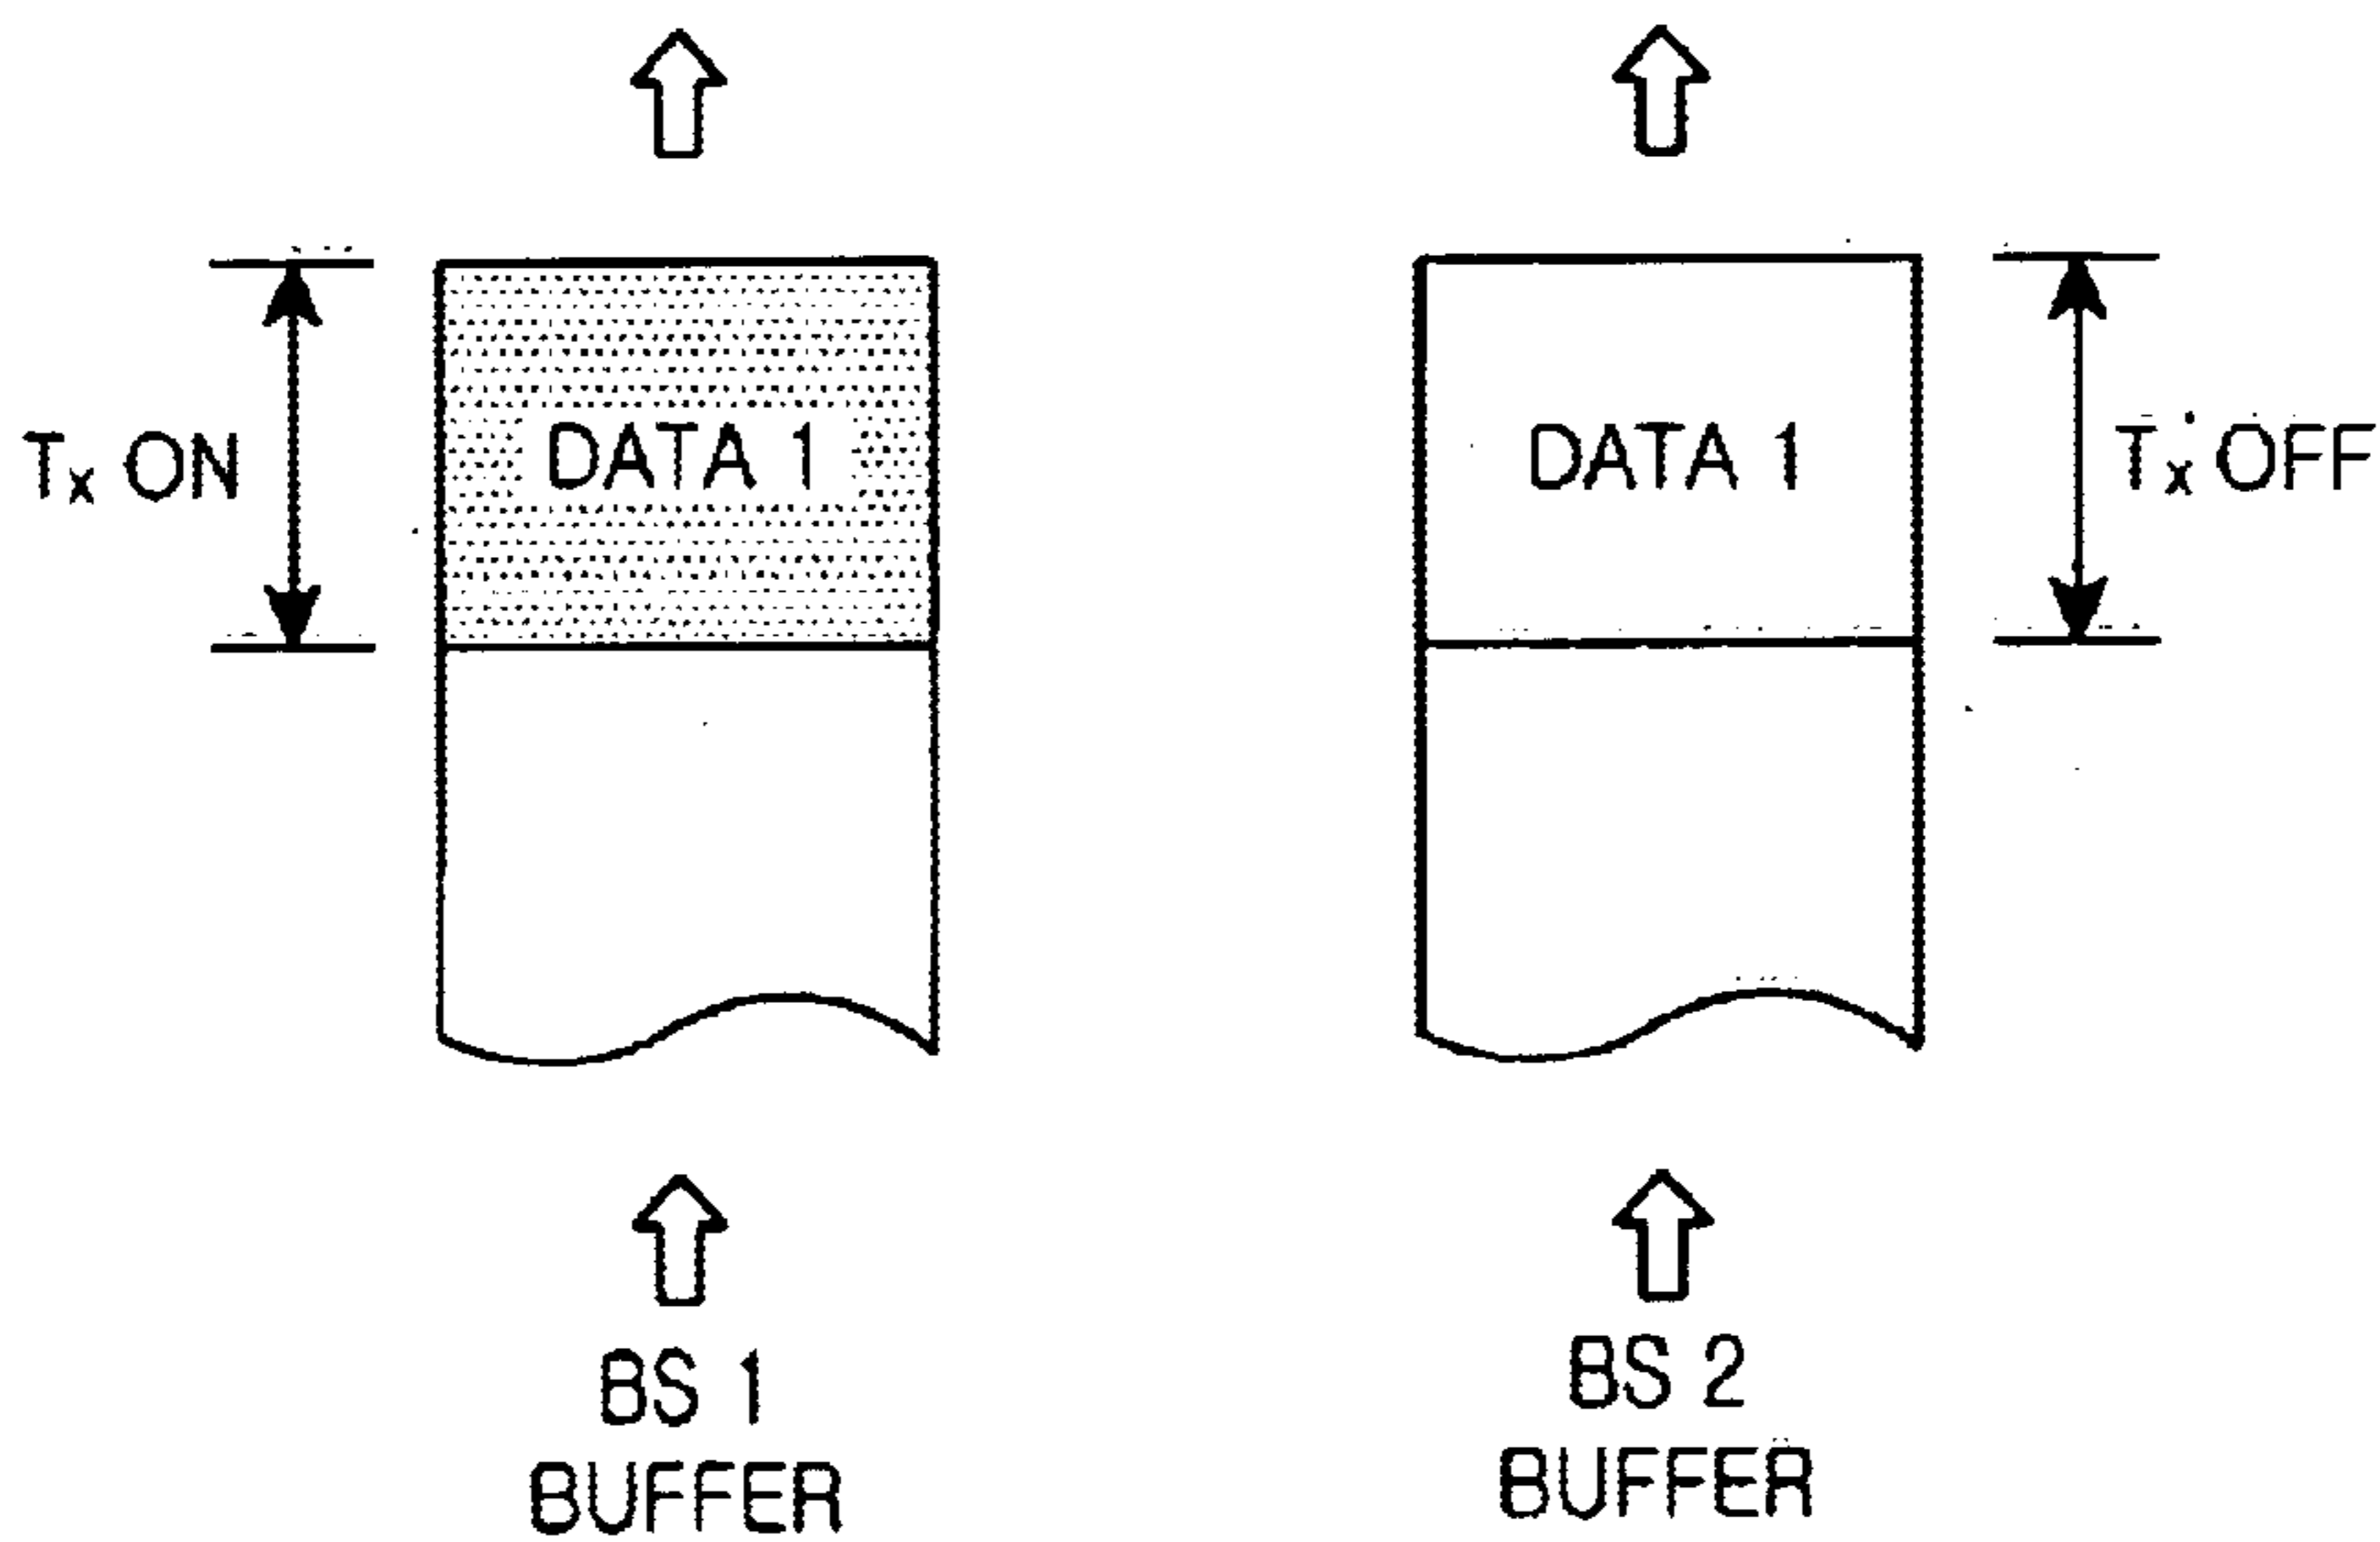 Tx ON
DATA 1
DATA 1
Tx OFF
BS 1
BUFFER
BS 2
BUFFER